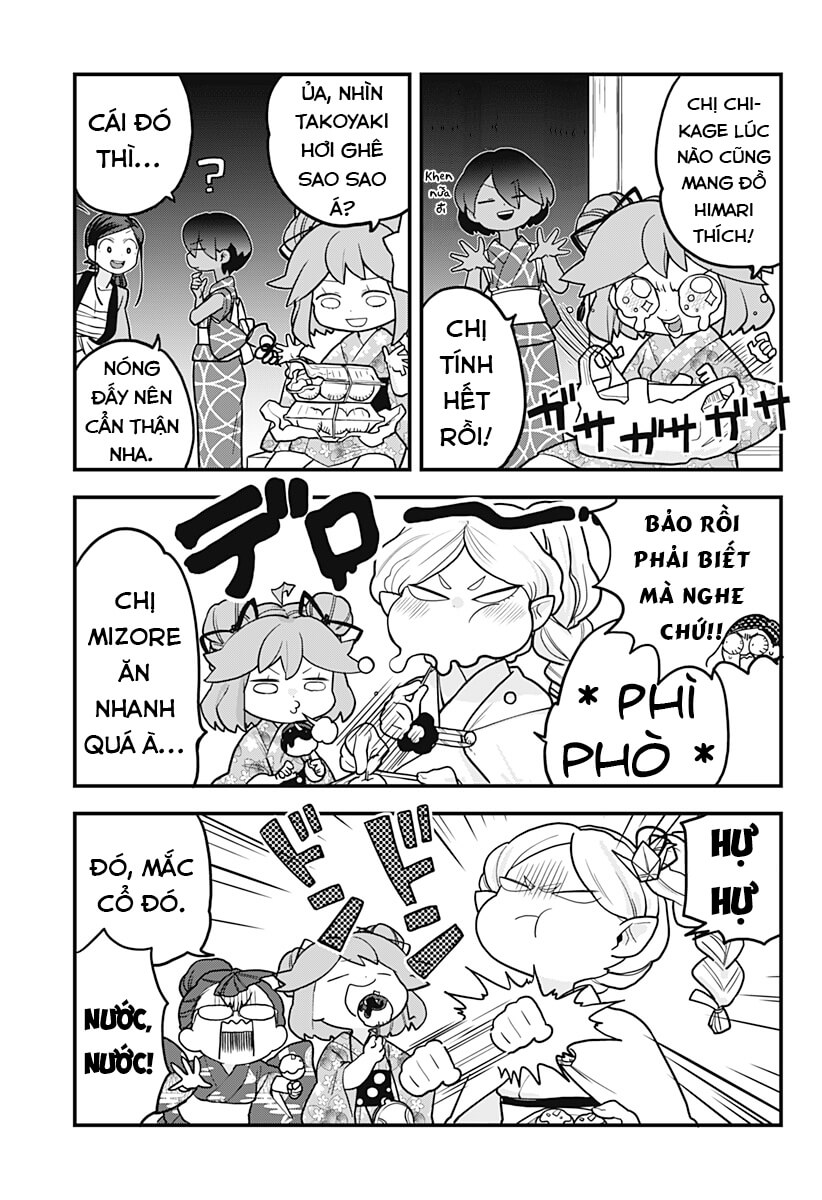 CHỊ CHI-
KAGE LÚC
NÀO CŨNG
MANG ĐỒ
HIMARI
THÍCH!
Khen
nữa
đi
CHỊ
TÍNH
HẾT
RỒI!
ガサガサガサ
ỦA, NHÌN
TAKOYAKI
HƠI GHÊ
SAO SAO
Á?
?
CÁI ĐÓ
THÌ...
NÓNG
ĐẤY NÊN
CẨN THẬN
NHA.
BẢO RỒI
PHẢI BIẾT
MÀ NGHE
CHỨ!!
* PHÌ
PHÒ *
デロー
CHỊ
MIZORE
ĂN
NHANH
QUÁ À...
HỰ
HỰ
ドンドン
ĐÓ, MẮC
CỔ ĐÓ.
NƯỚC,
NƯỚC!